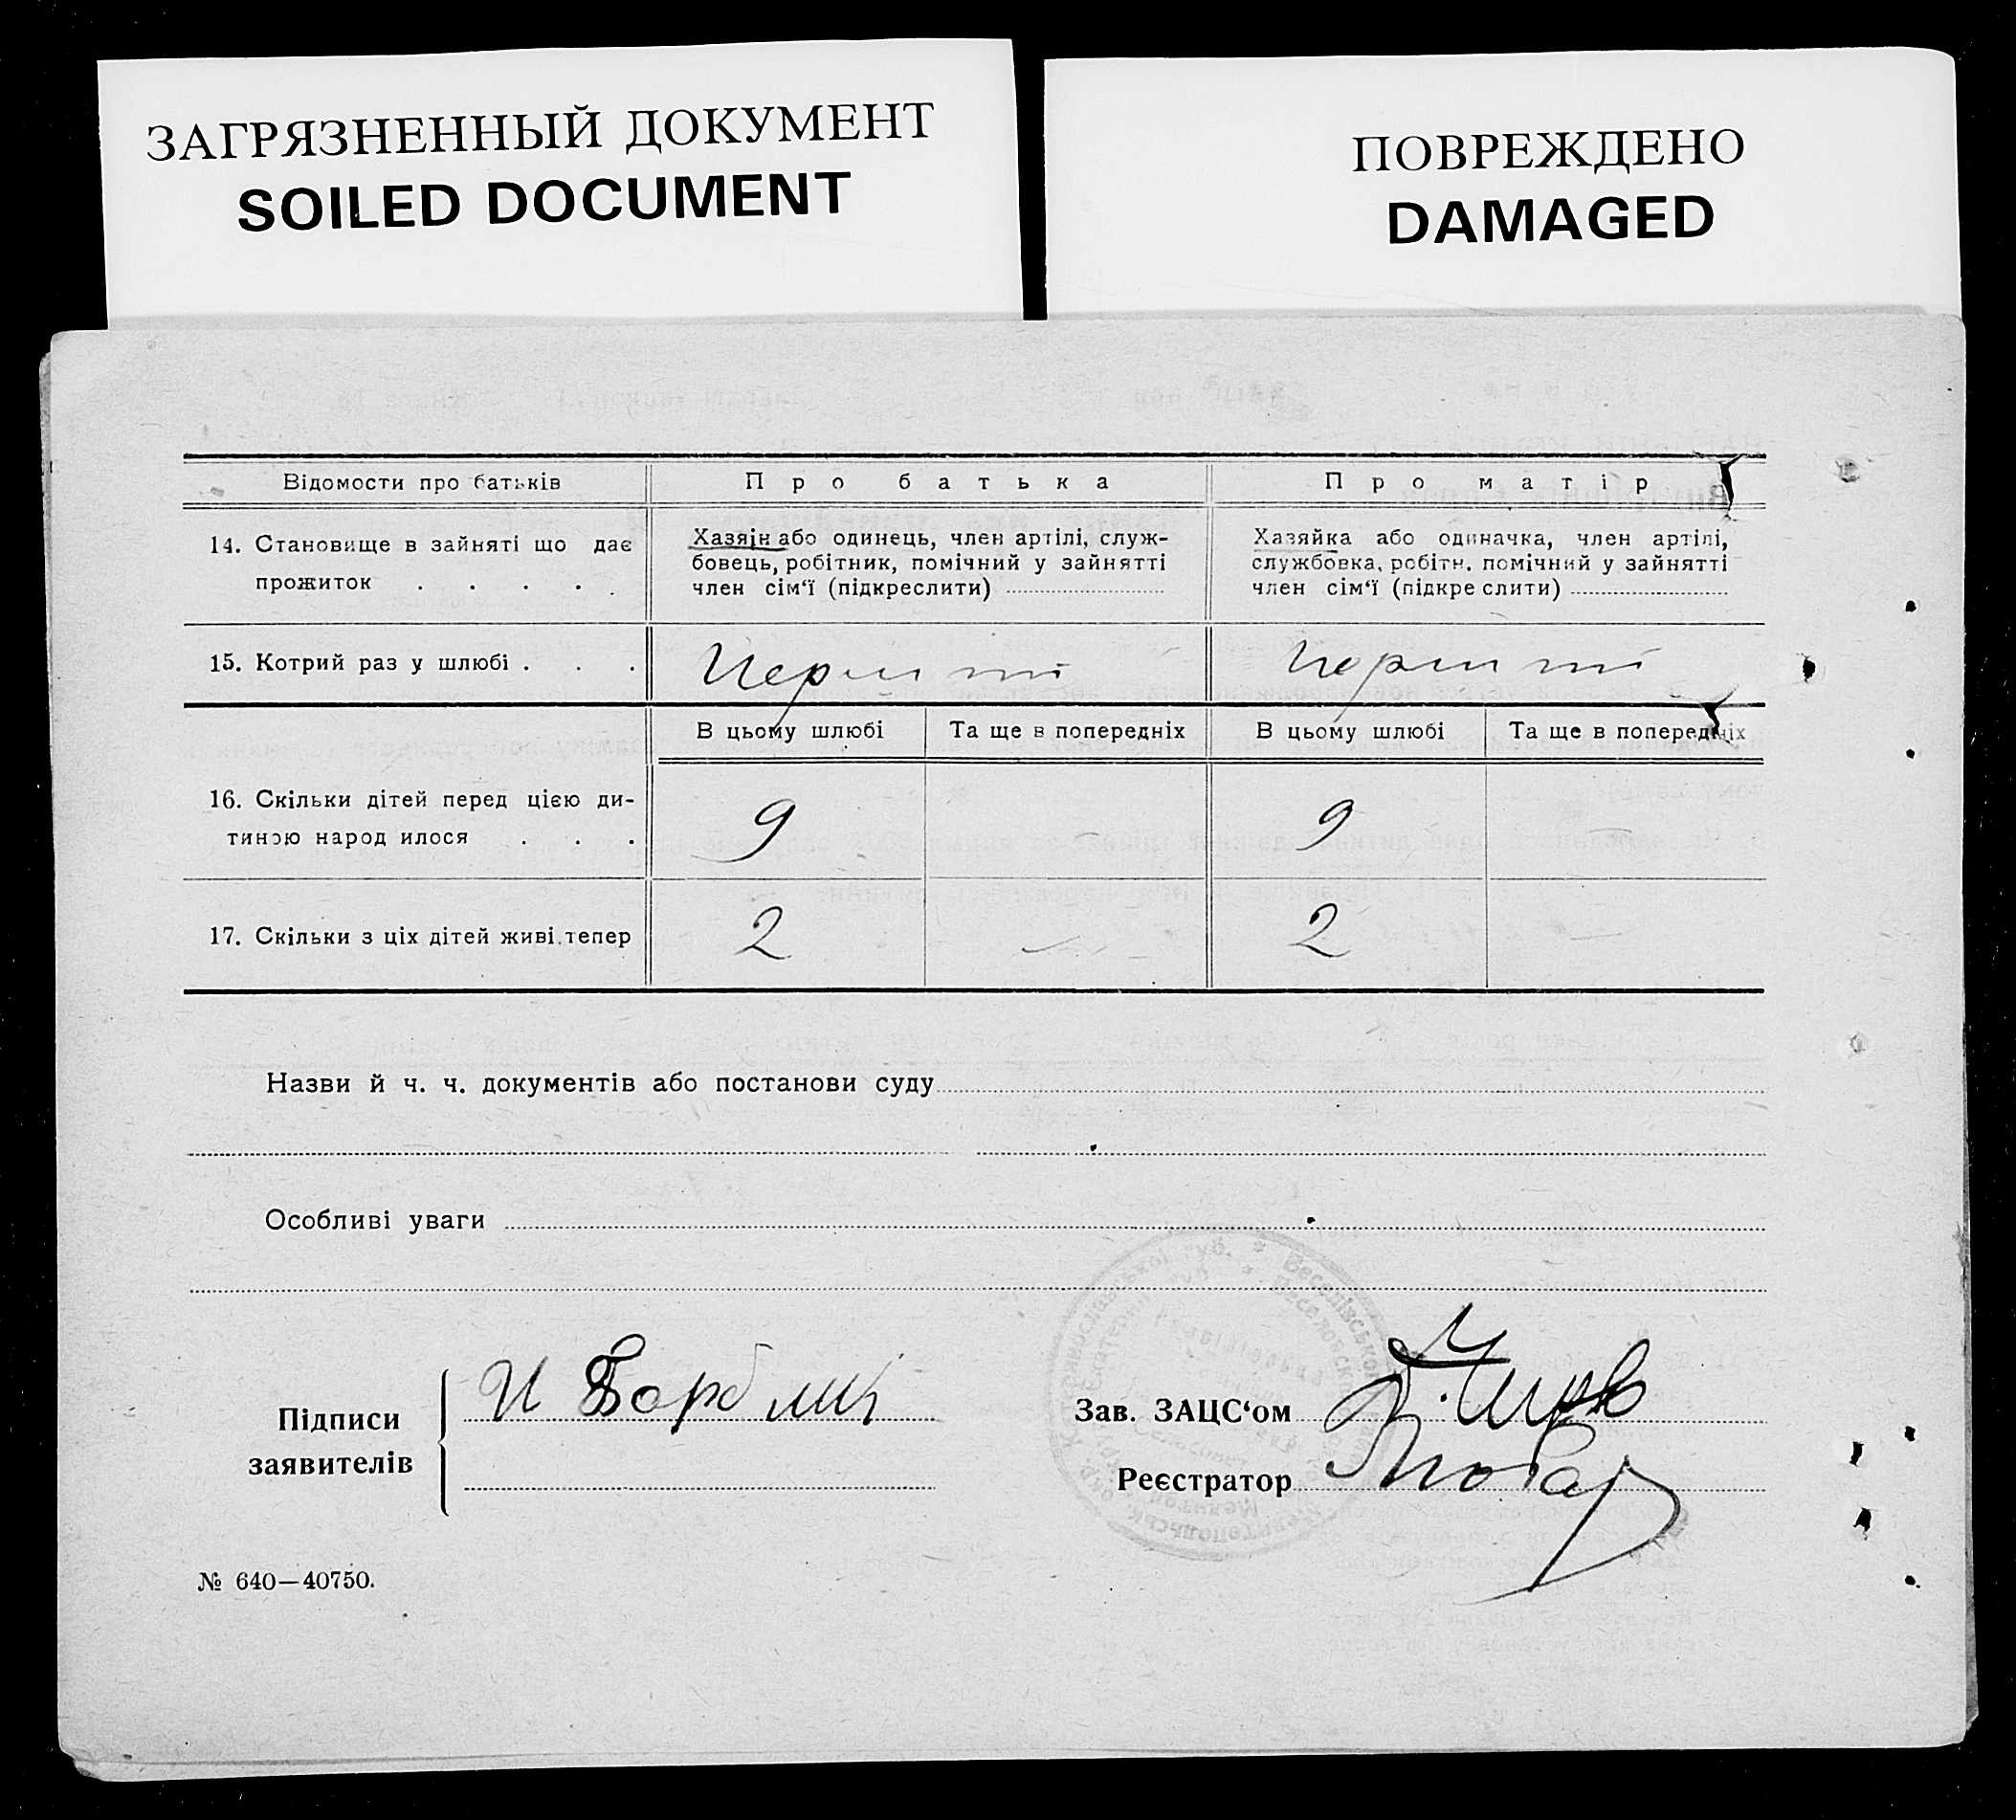 ЗАГРЯЗНЕННЫЙ ДОКУМЕНТ
SOILED DOCUMENT
ПОВРЕЖДЕНО
DAMAGED
Відомости про батьків
Про батька
Про матір
14. Становище в зайняті що дає
прожиток . . . .
Хазяїн або одинець, член артілі, служ-
бовець, робітник, помічний у зайнятті
член сім‘ї (підкреслити)
Хазяйка або одиначка, член артілі,
службовка, робітн. помічний у зайнятті
член сім‘ї (підкреслити)
15. Котрий раз у шлюбі . . .
В цьому шлюбі
Та ще в попередніх
В цьому шлюбі
Та ще в попередніх
16. Скільки дітей перед цією ди-
тиною народилося . . .
9
—
9
—
17. Скільки з ціх дітей живі тепер
2
—
2
—
Назви й ч. ч. документів або постанови суду
Особливі уваги
Підписи
заявителів
И
Зав. ЗАЦС‘ом
Реєстратор
№ 640—40750.